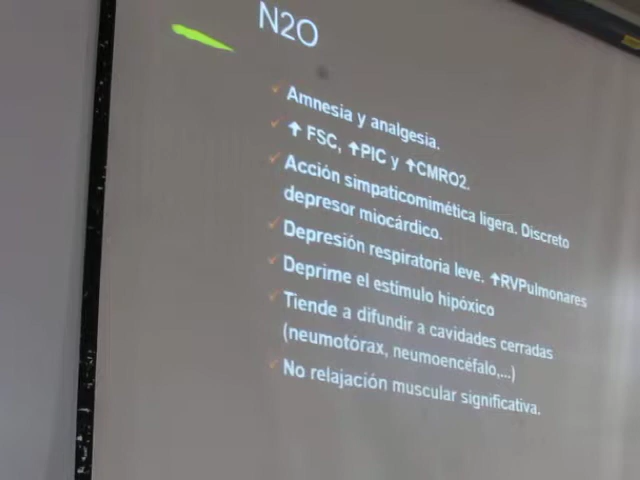 N2O
Amnesia y analgesia.
↑ FSC, ↑PIC y ↑CMRO2.
Acción simpaticomimética ligera. Discreto
depresor miocárdico.
Depresión respiratoria leve. ↑RVPulmonares
Deprime el estímulo hipóxico
Tiende a difundir a cavidades cerradas
(neumotórax, neumoencéfalo,...)
No relajación muscular significativa.